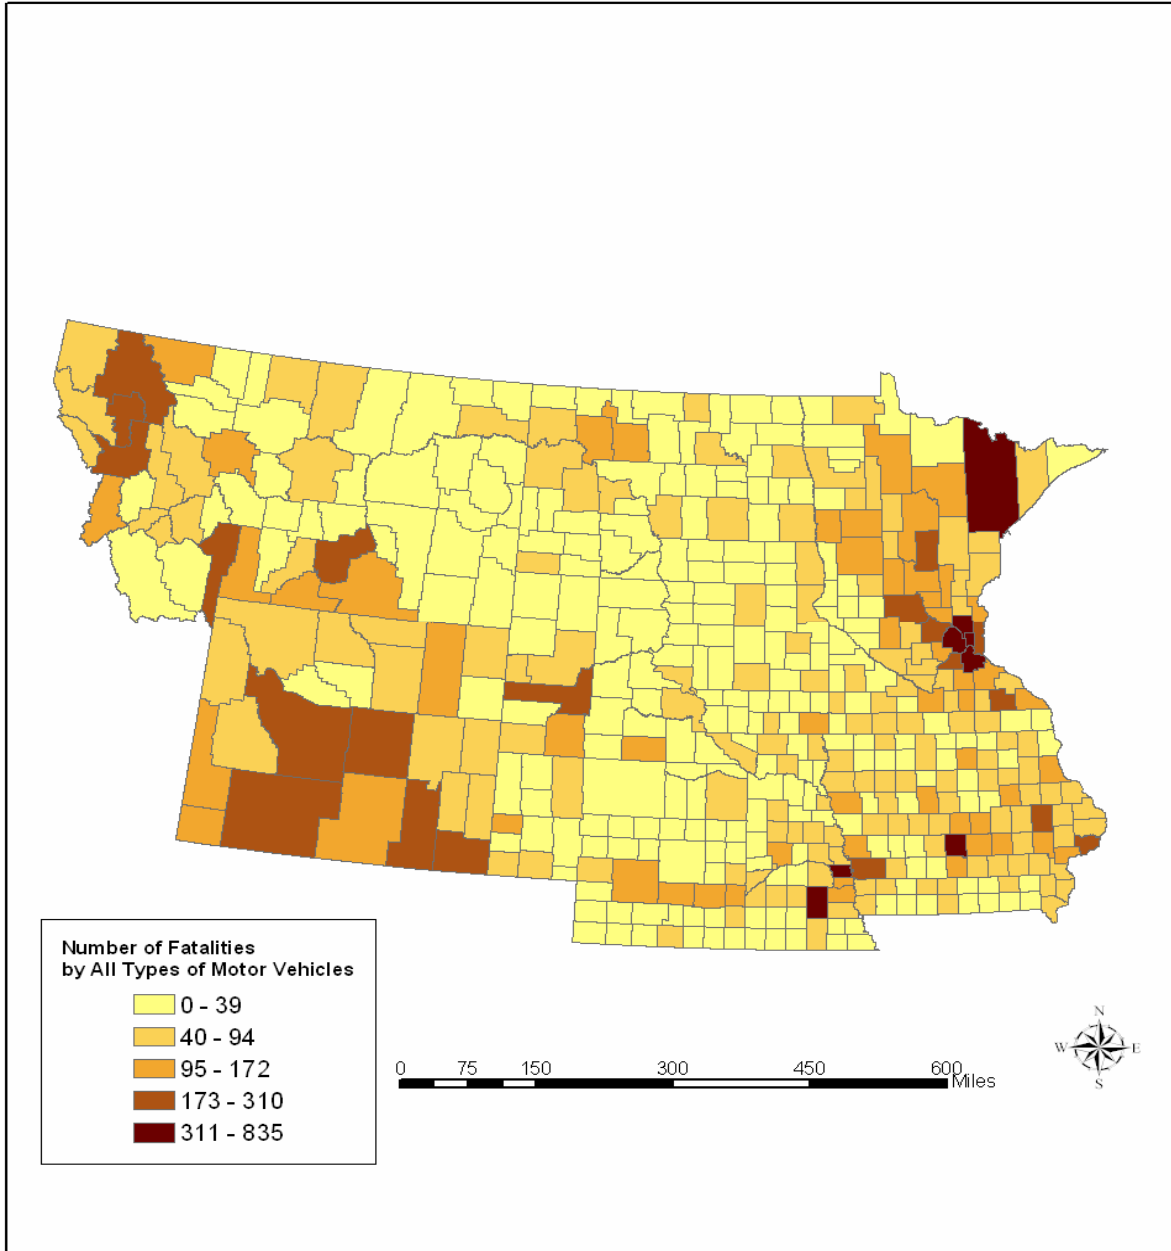 Number of Fatalities
by All Types of Motor Vehicles
0 - 39
40 - 94
95 - 172
173 - 310
311 - 835
0 75 150 300 450 600
Miles
N
W E
S